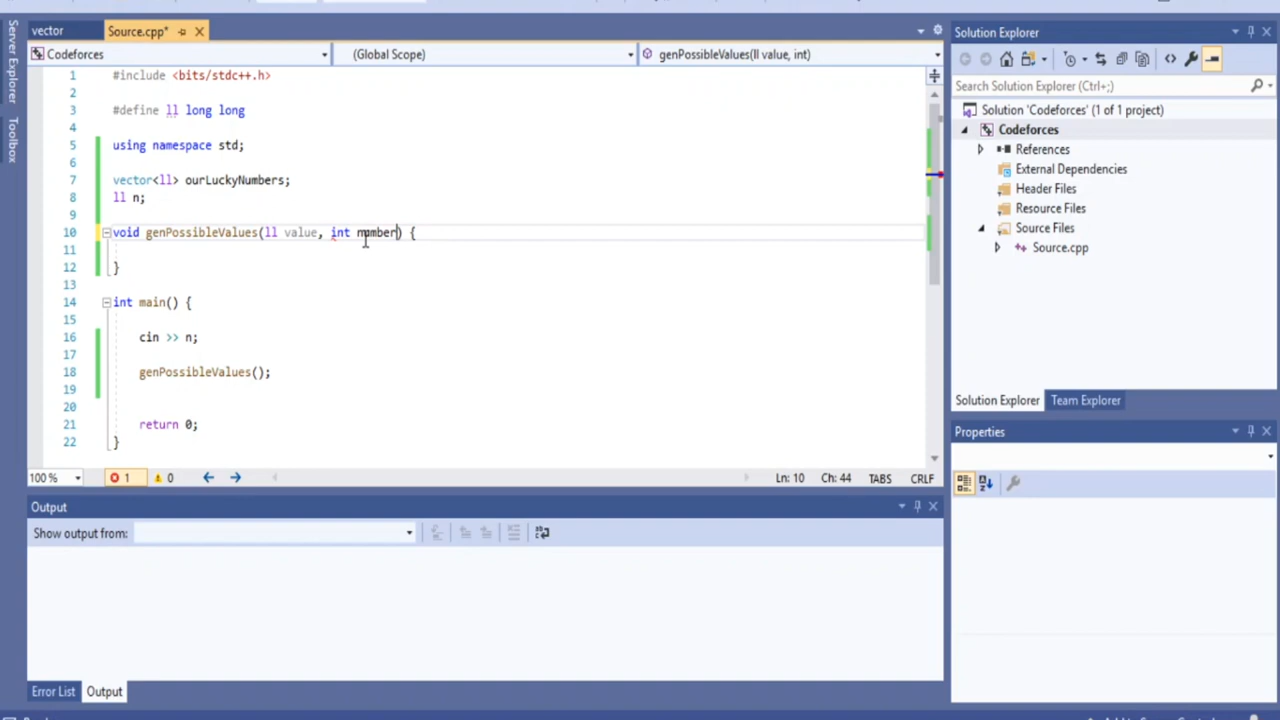 vector Source.cpp*
Codeforces (Global Scope) genPossibleValues(ll value, int)
1 #include <bits/stdc++.h>
2
3 #define ll long long
4
5 using namespace std;
6
7 vector<ll> ourLuckyNumbers;
8 ll n;
9
10 void genPossibleValues(ll value, int number) {
11
12 }
13
14 int main() {
15
16 cin >> n;
17
18 genPossibleValues();
19
20
21 return 0;
22 }
100 % 1 0 Ln: 10 Ch: 44 TABS CRLF
Output
Show output from:
Error List Output
Server Explorer
Toolbox
Solution Explorer
Search Solution Explorer (Ctrl+;)
Solution 'Codeforces' (1 of 1 project)
Codeforces
References
External Dependencies
Header Files
Resource Files
Source Files
Source.cpp
Solution Explorer Team Explorer
Properties